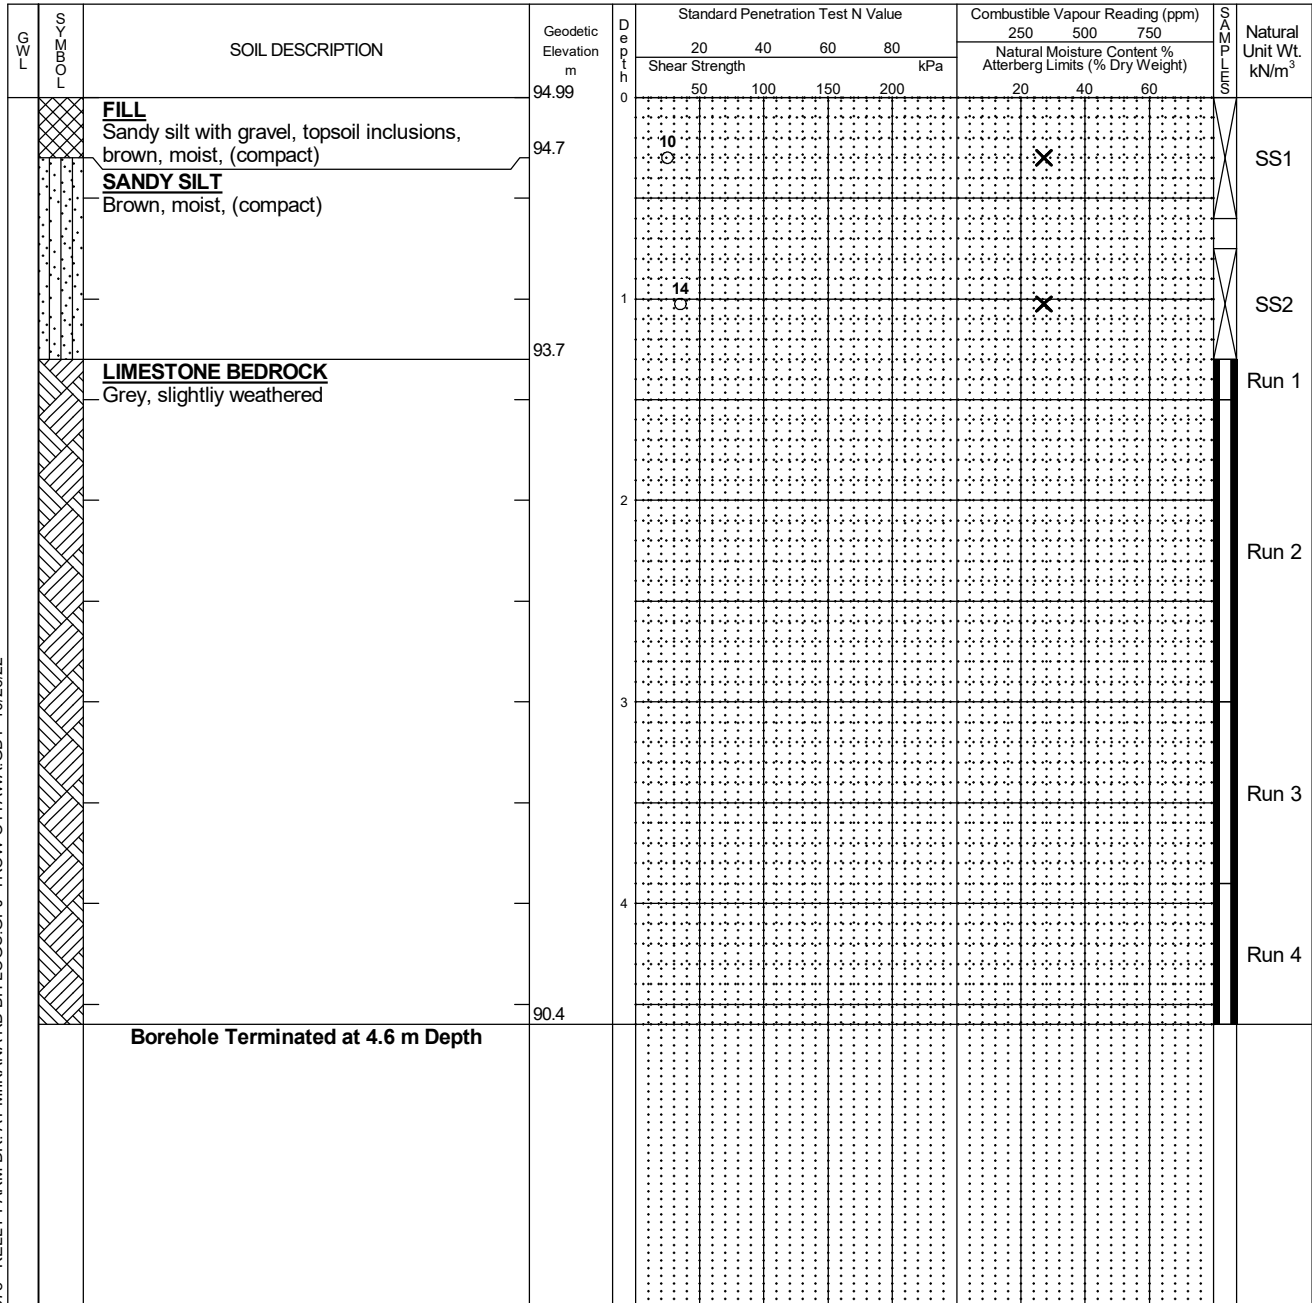 GWL
SYMBOL
SOIL DESCRIPTION
Geodetic
Elevation
m
Depth
Standard Penetration Test N Value
20 40 60 80
Shear Strength kPa
50 100 150 200
Combustible Vapour Reading (ppm)
250 500 750
Natural Moisture Content %
Atterberg Limits (% Dry Weight)
20 40 60
SAMPLES
Natural
Unit Wt.
kN/m³
94.99
0
FILL
Sandy silt with gravel, topsoil inclusions,
brown, moist, (compact)
94.7
10
SS1
SANDY SILT
Brown, moist, (compact)
14
1
SS2
93.7
LIMESTONE BEDROCK
Grey, slightliy weathered
Run 1
2
Run 2
3
Run 3
4
Run 4
90.4
Borehole Terminated at 4.6 m Depth